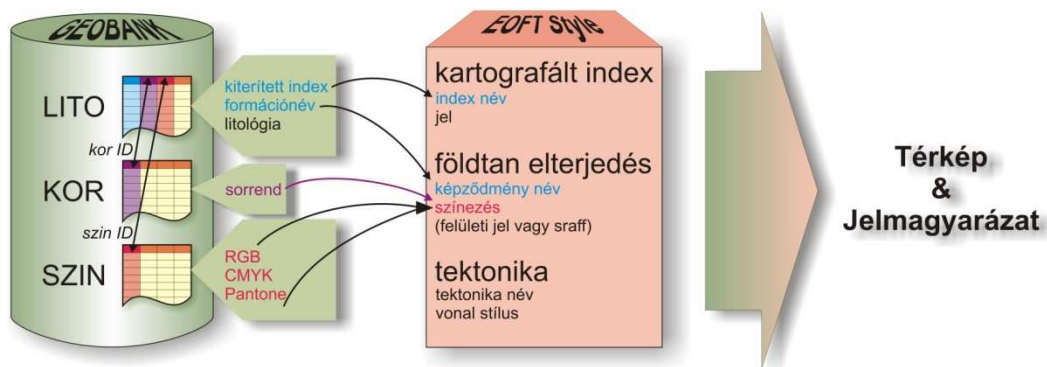 GEOBANK
LITO
kor ID
KOR
szin ID
SZIN
kiterített index
formációnév
litológia
sorrend
RGB
CMYK
Pantone
EOFT Style
kartografált index
index név
jel
földtan elterjedés
képződmény név
színezés
(felületi jel vagy sraff)
tektonika
tektonika név
vonal stílus
Térkép
&
Jelmagyarázat